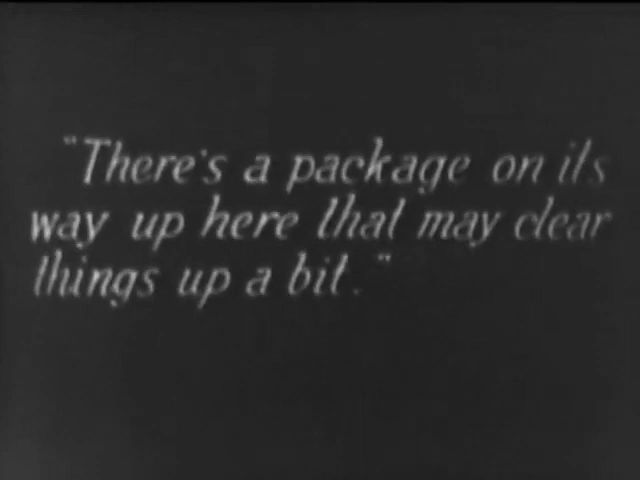 "There's a package on its
way up here that may clear
things up a bit."